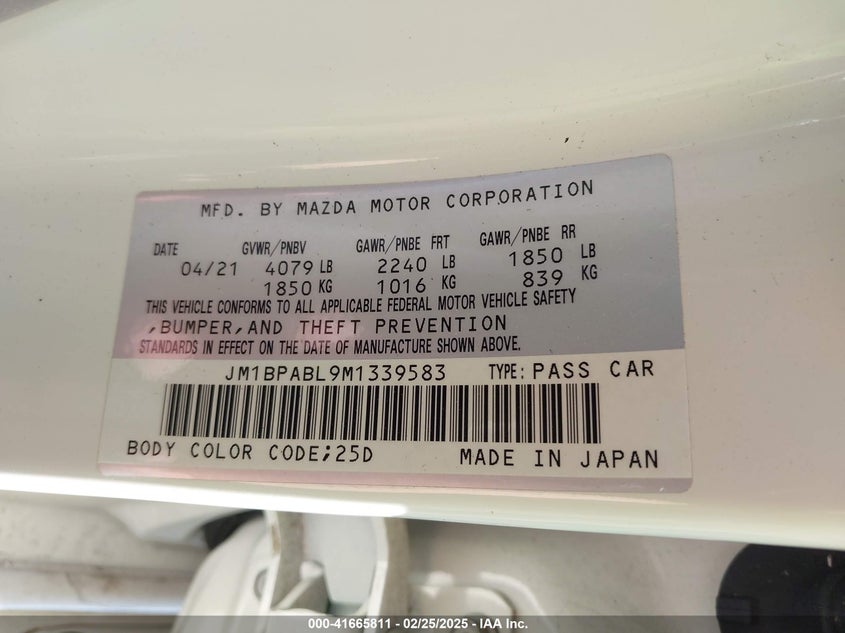 MFD. BY MAZDA MOTOR CORPORATION
DATE GVWR/PNBV GAWR/PNBE FRT GAWR/PNBE RR
04/21 4079 LB 2240 LB 1850 LB
1850 KG 1016 KG 839 KG
THIS VEHICLE CONFORMS TO ALL APPLICABLE FEDERAL MOTOR VEHICLE SAFETY
,BUMPER,AND THEFT PREVENTION
STANDARDS IN EFFECT ON THE DATE OF MANUFACTURE SHOWN ABOVE.
JM1BPABL9M1339583 TYPE: PASS CAR
BODY COLOR CODE;25D MADE IN JAPAN
000-41665811 - 02/25/2025 - IAA Inc.